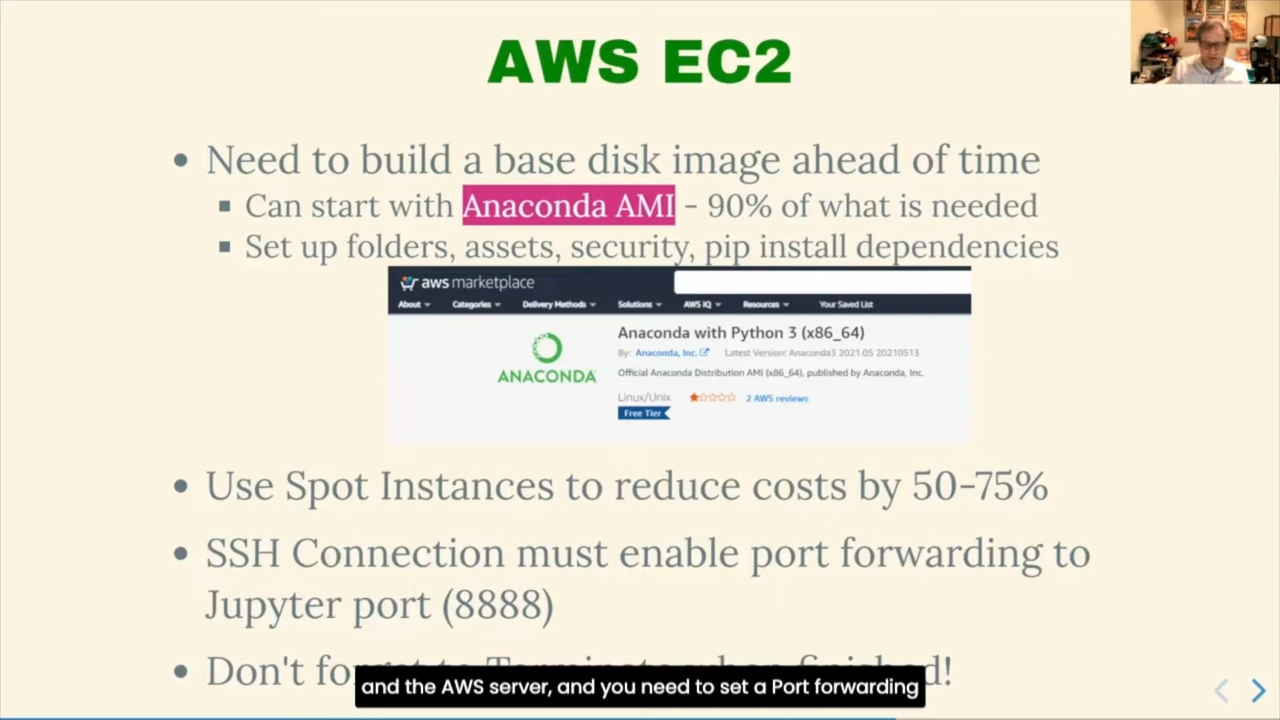 AWS EC2
Need to build a base disk image ahead of time
Can start with Anaconda AMI - 90% of what is needed
Set up folders, assets, security, pip install dependencies
aws marketplace
About Categories Delivery Methods Solutions AWS IQ Resources Your Saved List
Anaconda with Python 3 (x86_64)
By: Anaconda, Inc. Latest Version: Anaconda3 2021.05 20210513
ANACONDA
Official Anaconda Distribution AMI (x86_64), published by Anaconda, Inc.
Linux/Unix 2 AWS reviews
Free Tier
Use Spot Instances to reduce costs by 50-75%
SSH Connection must enable port forwarding to
Jupyter port (8888)
Don't forget to Terminate when finished!
and the AWS server, and you need to set a Port forwarding